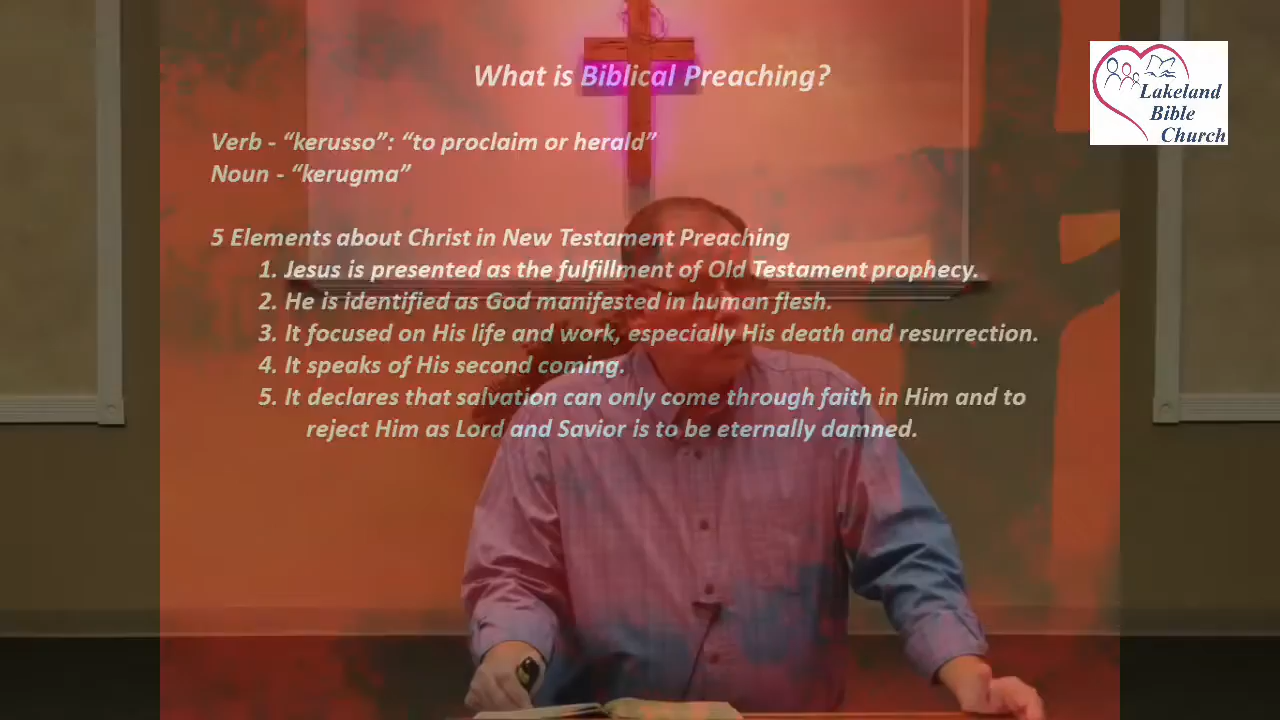 What is Biblical Preaching?
Verb - “kerusso”: “to proclaim or herald”
Noun - “kerugma”
5 Elements about Christ in New Testament Preaching
1. Jesus is presented as the fulfillment of Old Testament prophecy.
2. He is identified as God manifested in human flesh.
3. It focused on His life and work, especially His death and resurrection.
4. It speaks of His second coming.
5. It declares that salvation can only come through faith in Him and to
reject Him as Lord and Savior is to be eternally damned.
Lakeland
Bible
Church